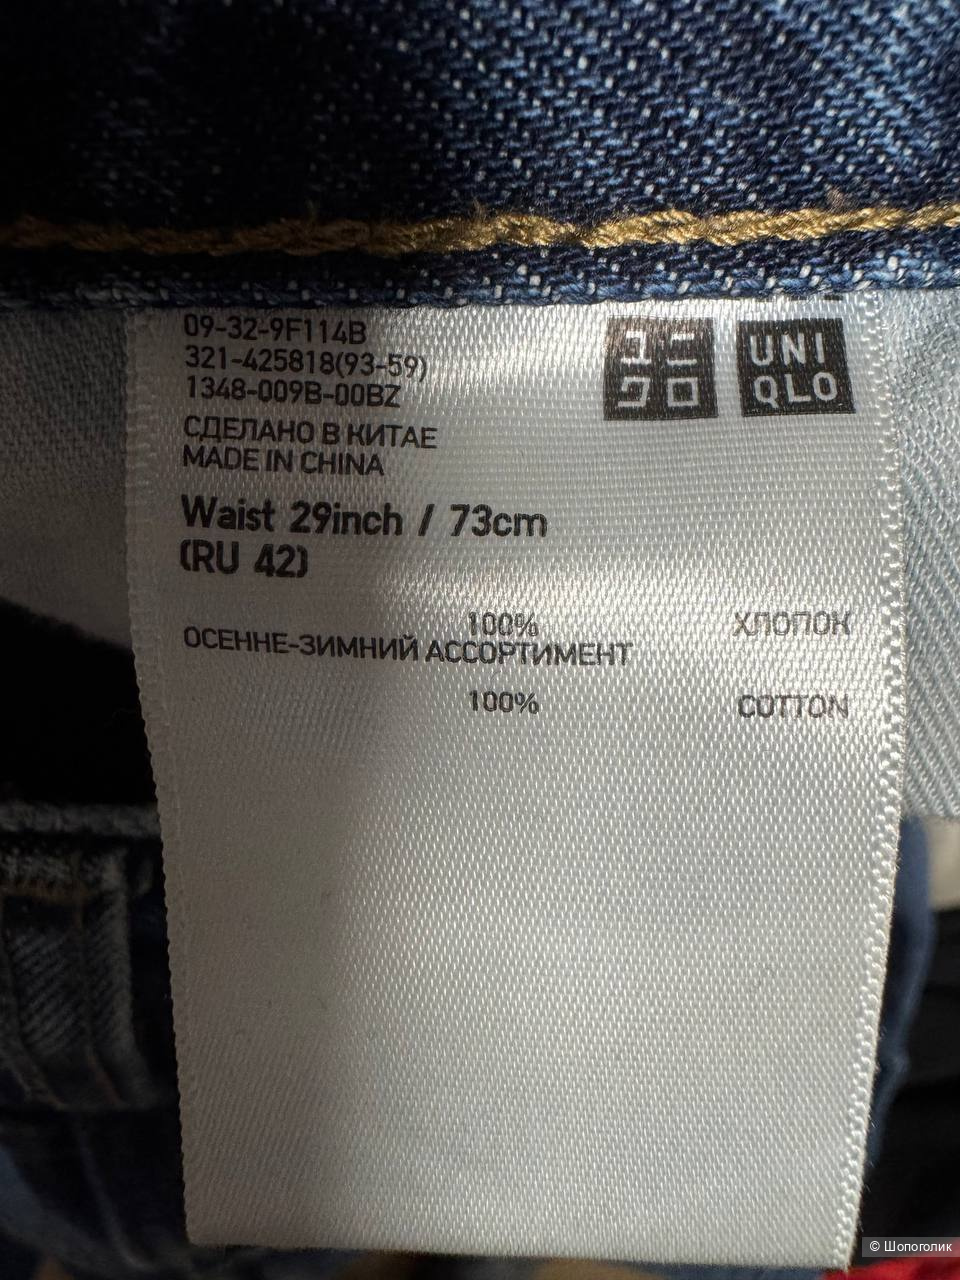 09-32-9F114B
321-425818(93-59)
1348-009B-00BZ
ユニ
クロ
UNI
QLO
СДЕЛАНО В КИТАЕ
MADE IN CHINA
Waist 29inch / 73cm
(RU 42)
100% ХЛОПОК
ОСЕННЕ-ЗИМНИЙ АССОРТИМЕНТ
100% COTTON
© Шопоголик